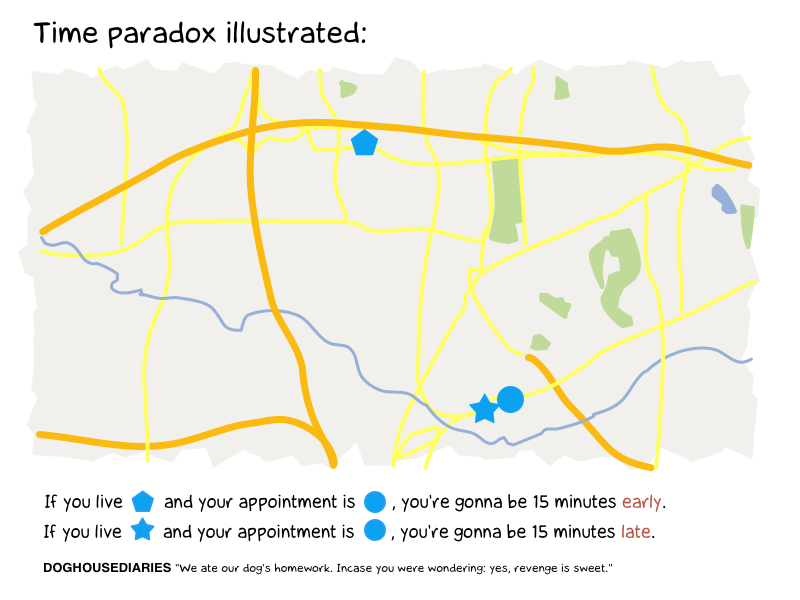 Time paradox illustrated:
If you live and your appointment is , you're gonna be 15 minutes early.
If you live and your appointment is , you're gonna be 15 minutes late.
DOGHOUSEDIARIES "We ate our dog's homework. Incase you were wondering: yes, revenge is sweet."